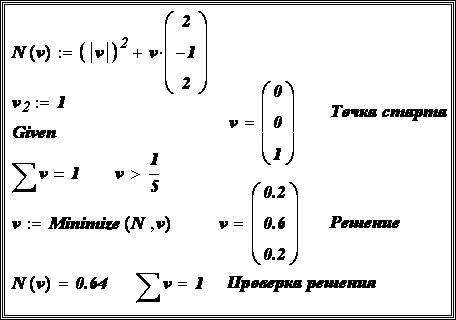 N(v) := (|v|)² + v·(2 −1 2)
v₂ := 1
v = (0 0 1) Точка старта
Given
∑v = 1 v > 1/5
v := Minimize (N ,v) v = (0.2 0.6 0.2) Решение
N(v) = 0.64 ∑v = 1 Проверка решения